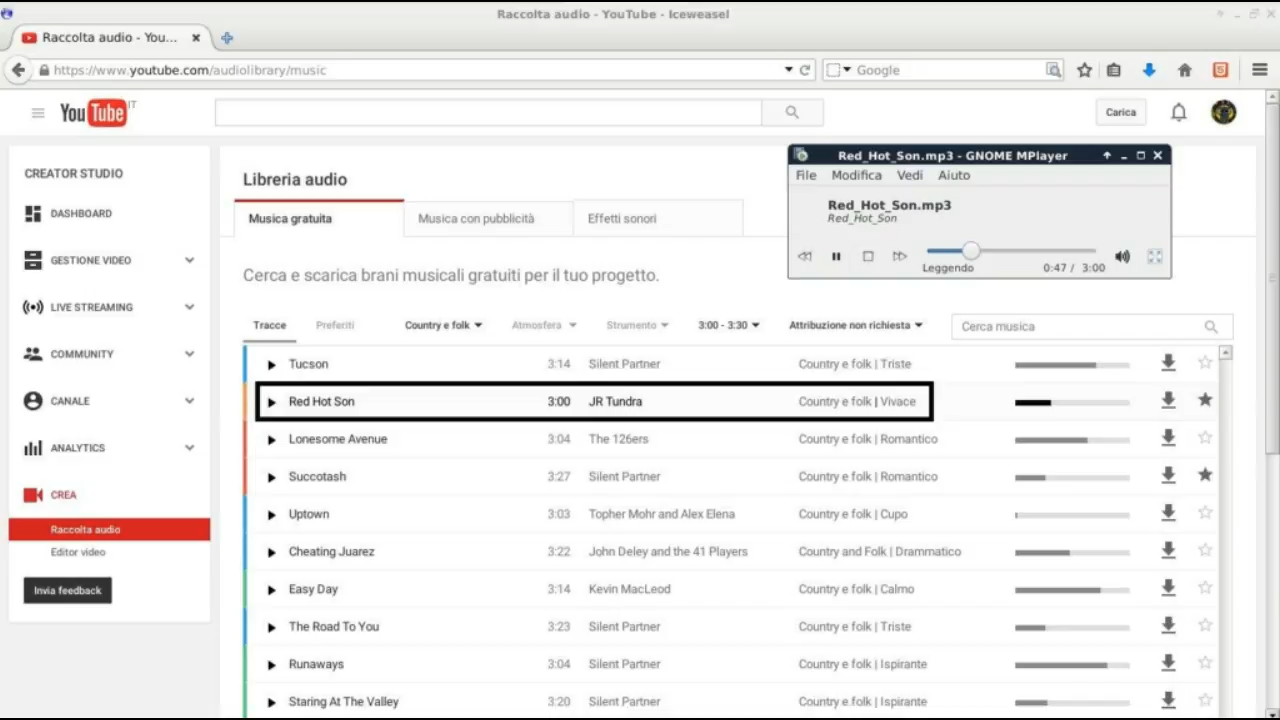 Raccolta audio - YouTube - Iceweasel
Raccolta audio - You...
https://www.youtube.com/audiolibrary/music
Google
YouTube IT
Carica
CREATOR STUDIO
DASHBOARD
GESTIONE VIDEO
LIVE STREAMING
COMMUNITY
CANALE
ANALYTICS
CREA
Raccolta audio
Editor video
Invia feedback
Libreria audio
Musica gratuita
Musica con pubblicità
Effetti sonori
Cerca e scarica brani musicali gratuiti per il tuo progetto.
Red_Hot_Son.mp3 - GNOME MPlayer
File Modifica Vedi Aiuto
Red_Hot_Son.mp3
Red_Hot_Son
Leggendo 0:47 / 3:00
Tracce Preferiti Country e folk Atmosfera Strumento 3:00 - 3:30 Attribuzione non richiesta Cerca musica
Tucson 3:14 Silent Partner Country e folk | Triste
Red Hot Son 3:00 JR Tundra Country e folk | Vivace
Lonesome Avenue 3:04 The 126ers Country e folk | Romantico
Succotash 3:27 Silent Partner Country e folk | Romantico
Uptown 3:03 Topher Mohr and Alex Elena Country e folk | Cupo
Cheating Juarez 3:22 John Deley and the 41 Players Country and Folk | Drammatico
Easy Day 3:14 Kevin MacLeod Country e folk | Calmo
The Road To You 3:23 Silent Partner Country e folk | Triste
Runaways 3:04 Silent Partner Country e folk | Ispirante
Staring At The Valley 3:20 Silent Partner Country e folk | Ispirante